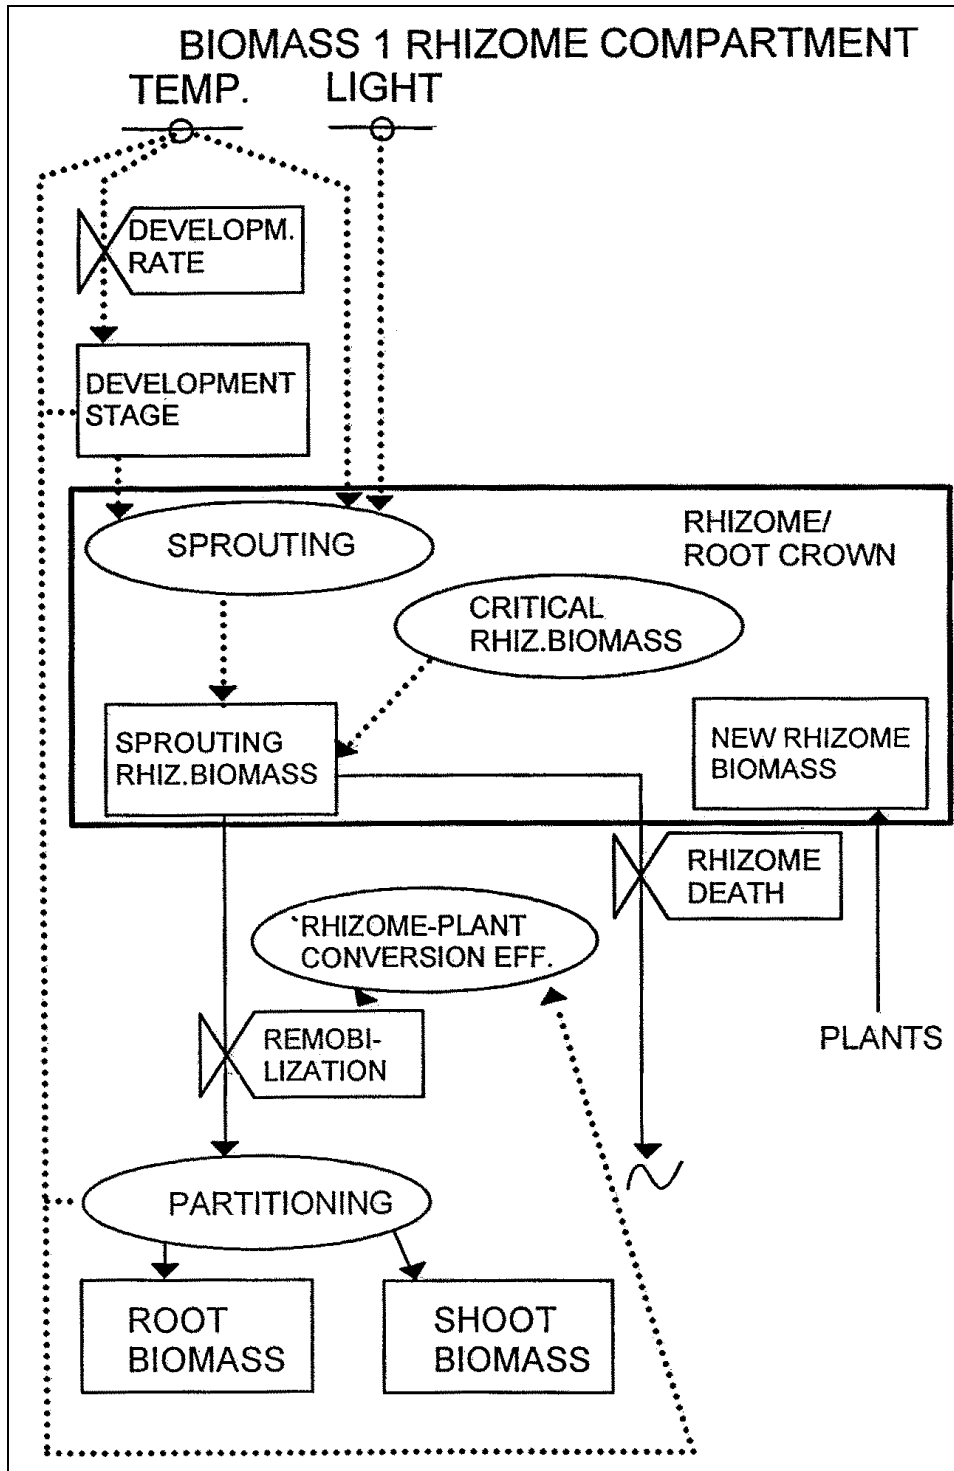 BIOMASS 1 RHIZOME COMPARTMENT
TEMP. LIGHT
DEVELOPM.
RATE
DEVELOPMENT
STAGE
SPROUTING
RHIZOME/
ROOT CROWN
CRITICAL
RHIZ.BIOMASS
SPROUTING
RHIZ.BIOMASS
NEW RHIZOME
BIOMASS
RHIZOME
DEATH
RHIZOME-PLANT
CONVERSION EFF.
REMOBI-
LIZATION
PLANTS
PARTITIONING
ROOT
BIOMASS
SHOOT
BIOMASS